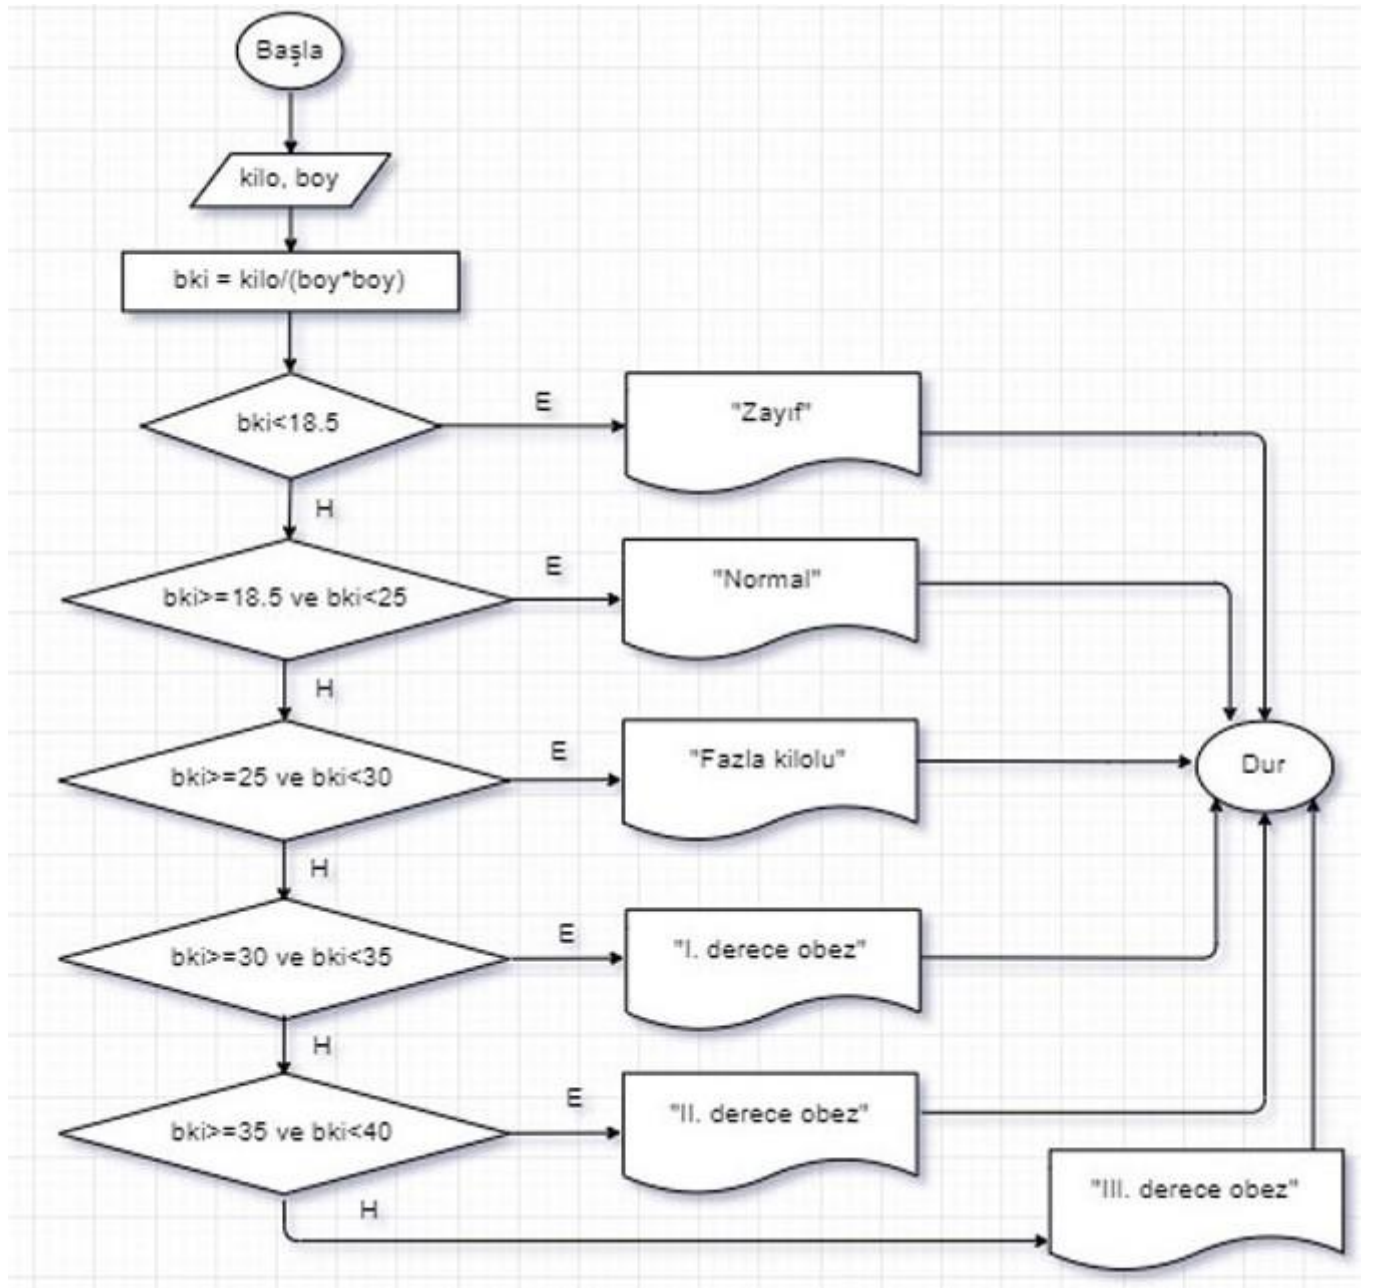 Başla
kilo, boy
bki = kilo/(boy*boy)
bki<18.5
E
"Zayıf"
H
bki>=18.5 ve bki<25
E
"Normal"
H
bki>=25 ve bki<30
E
"Fazla kilolu"
Dur
H
bki>=30 ve bki<35
E
"I. derece obez"
H
bki>=35 ve bki<40
E
"II. derece obez"
H
"III. derece obez"